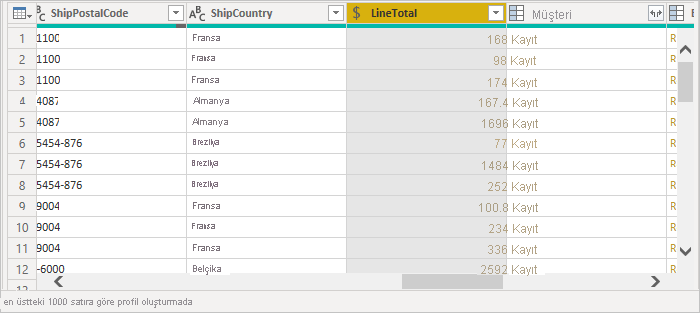 ABC ShipPostalCode ABC ShipCountry $ LineTotal Müşteri
1 1100 Fransa 168 Kayıt R
2 1100 Fransa 98 Kayıt R
3 1100 Fransa 174 Kayıt R
4 4087 Almanya 167.4 Kayıt R
5 4087 Almanya 1696 Kayıt R
6 5454-876 Brezilya 77 Kayıt R
7 5454-876 Brezilya 1484 Kayıt R
8 5454-876 Brezilya 252 Kayıt R
9 9004 Fransa 100.8 Kayıt R
10 9004 Fransa 234 Kayıt R
11 9004 Fransa 336 Kayıt R
12 -6000 Belçika 2592 Kayıt R
en üstteki 1000 satıra göre profil oluşturmada